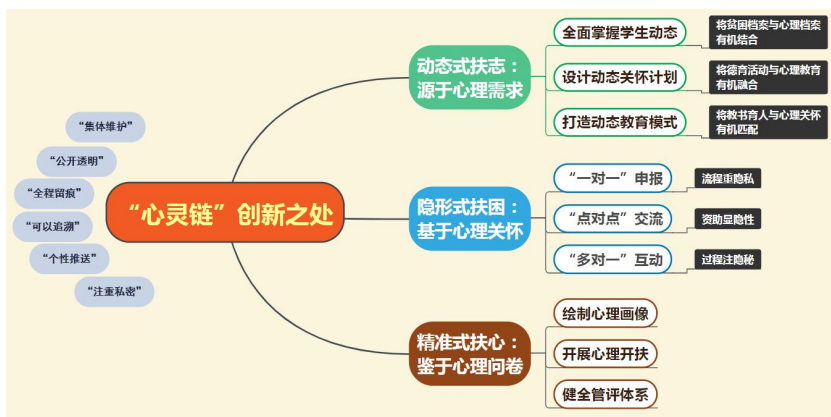 “集体维护”
“公开透明”
“全程留痕”
“可以追溯”
“个性推送”
“注重私密”
“心灵链”创新之处
动态式扶志：
源于心理需求
全面掌握学生动态
将贫困档案与心理档案
有机结合
设计动态关怀计划
将德育活动与心理教育
有机融合
打造动态教育模式
将教书育人与心理关怀
有机匹配
隐形式扶困：
基于心理关怀
“一对一”申报
流程重隐私
“点对点”交流
资助显隐性
“多对一”互动
过程注隐秘
精准式扶心：
鉴于心理问卷
绘制心理画像
开展心理开扶
健全管评体系